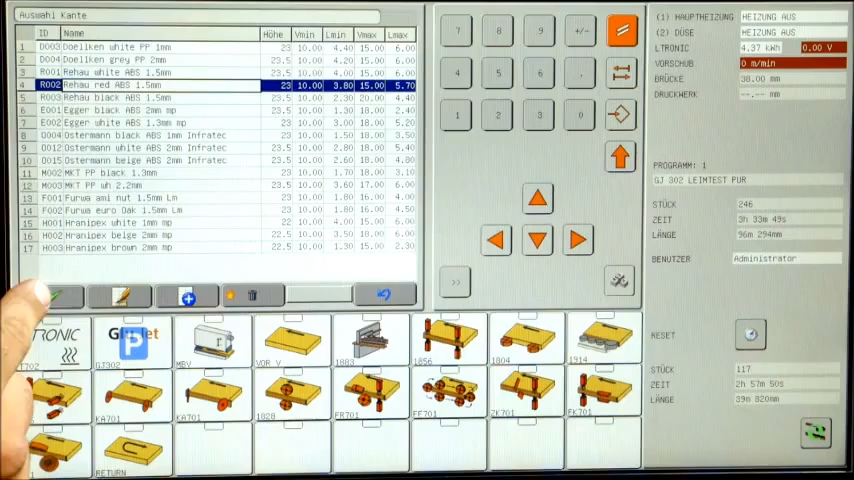 Auswahl Kante
ID Name Höhe Vmin Lmin Vmax Lmax
1 D003 Doellken white PP 1mm 23 10.00 4.40 15.00 6.00
2 D004 Doellken grey PP 2mm 23.5 10.00 4.20 15.00 6.00
3 R001 Rehau white ABS 1.5mm 23 10.00 4.00 15.00 6.00
4 R002 Rehau red ABS 1.5mm 23 10.00 3.80 15.00 5.70
5 R003 Rehau black ABS 1.5mm 23 10.00 2.30 20.00 4.40
6 E001 Egger black ABS 2mm mp 23.5 10.00 1.30 18.00 2.40
7 E002 Egger white ABS 1.3mm mp 23 10.00 3.00 18.00 5.20
8 O004 Ostermann black ABS 1mm Infratec 23 10.00 1.50 18.00 3.50
9 O012 Ostermann white ABS 2mm Infratec 23.5 10.00 2.80 18.00 5.40
10 O015 Ostermann beige ABS 2mm Infratec 23.5 10.00 2.60 18.00 4.80
11 M002 MKT PP black 1.3mm 23 10.00 1.70 18.00 3.10
12 M003 MKT PP wh 2.2mm 23.5 10.00 3.60 17.00 6.00
13 F001 Furwa ami nut 1.5mm Lm 23 10.00 1.80 16.00 4.00
14 F002 Furwa euro Oak 1.5mm Lm 23 10.00 1.80 16.00 4.50
15 H001 Hranipex white 1mm mp 22 10.00 4.00 15.00 6.00
16 H002 Hranipex beige 2mm mp 22.5 10.00 3.50 18.00 6.00
17 H003 Hranipex brown 2mm mp 22.5 10.00 1.30 15.00 2.30
7 8 9 +/-
4 5 6 .
1 2 3 0
>>
(1) HAUPTHEIZUNG HEIZUNG AUS
(2) DÜSE HEIZUNG AUS
LTRONIC 4.37 kWh 0.00 V
VORSCHUB 0 m/min
BRÜCKE 38.00 mm
DRUCKWERK --.-- mm
PROGRAMM: 1
GJ 302 LEIMTEST PUR
STÜCK 246
ZEIT 3h 33m 49s
LÄNGE 96m 294mm
BENUTZER Administrator
RESET
STÜCK 117
ZEIT 2h 57m 50s
LÄNGE 39m 820mm
TRONIC P r
LT702 GJ302 MBV VOR V 1883 1856 1804 1914
KA701 KA701 1828 FR701 FF701 ZK701 FK701
RETURN